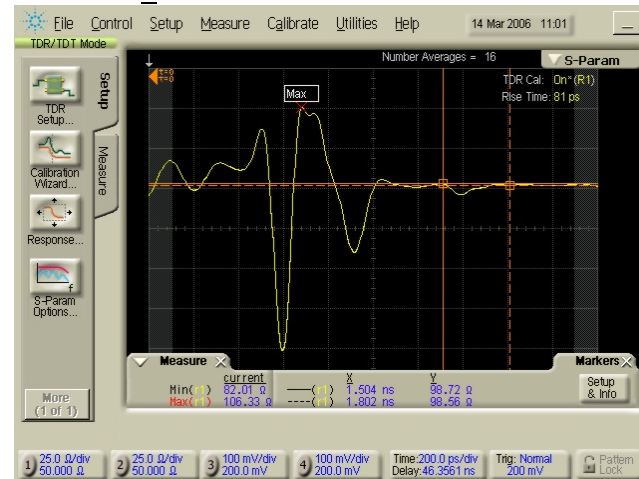 File Control Setup Measure Calibrate Utilities Help 14 Mar 2006 11:01
TDR/TDT Mode
Number Averages = 16
S-Param
TDR Cal: On*(R1)
Rise Time: 81 ps
t=0
t=0
Max
Setup
Measure
TDR
Setup...
Calibration
Wizard...
Response...
f
S-Param
Options...
More
(1 of 1)
Measure
Markers
current X Y
Min(r1) 82.01 Ω ——(r1) 1.504 ns 98.72 Ω
Max(r1) 106.33 Ω ----(r1) 1.802 ns 98.56 Ω
Setup
& Info
1) 25.0 Ω/div
50.000 Ω
2) 25.0 Ω/div
50.000 Ω
3) 100 mV/div
200.0 mV
4) 100 mV/div
200.0 mV
Time:200.0 ps/div
Delay:46.3561 ns
Trig: Normal
200 mV
Pattern
Lock